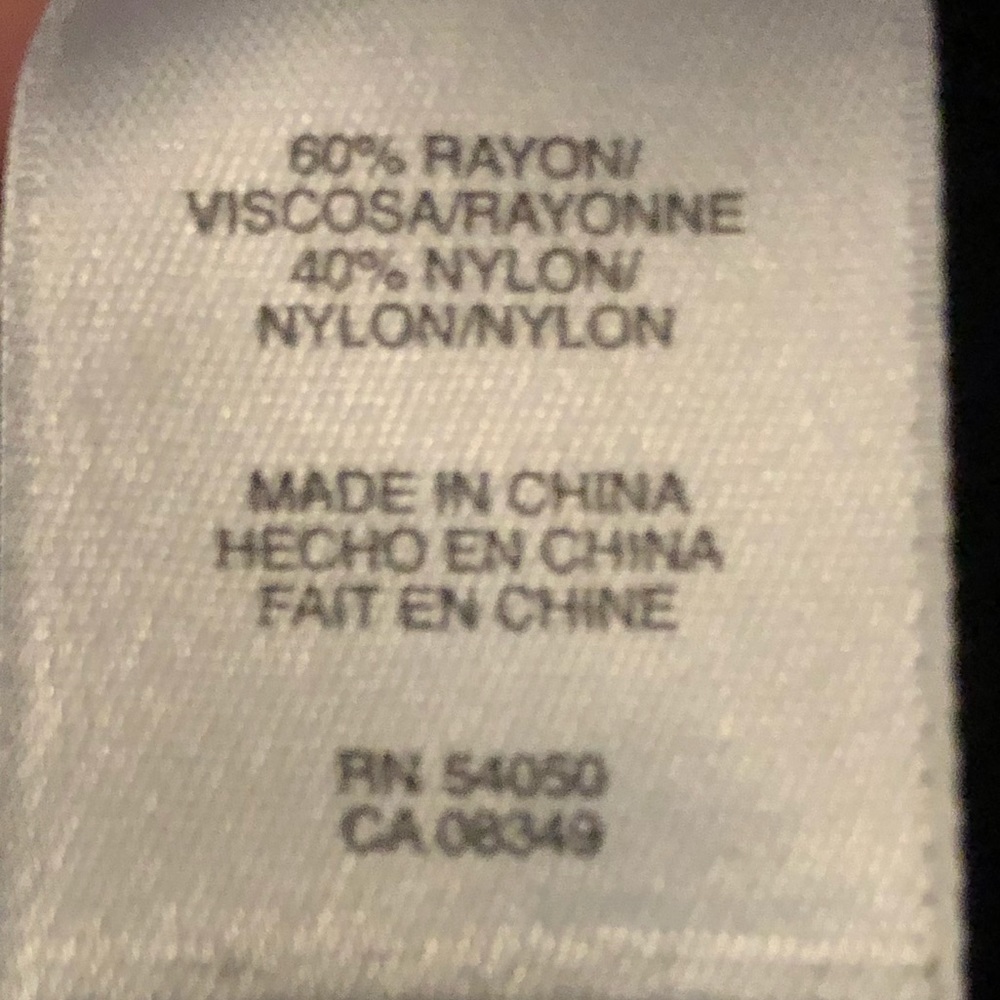 60% RAYON/
VISCOSA/RAYONNE
40% NYLON/
NYLON/NYLON
MADE IN CHINA
HECHO EN CHINA
FAIT EN CHINE
RN 54050
CA 08349